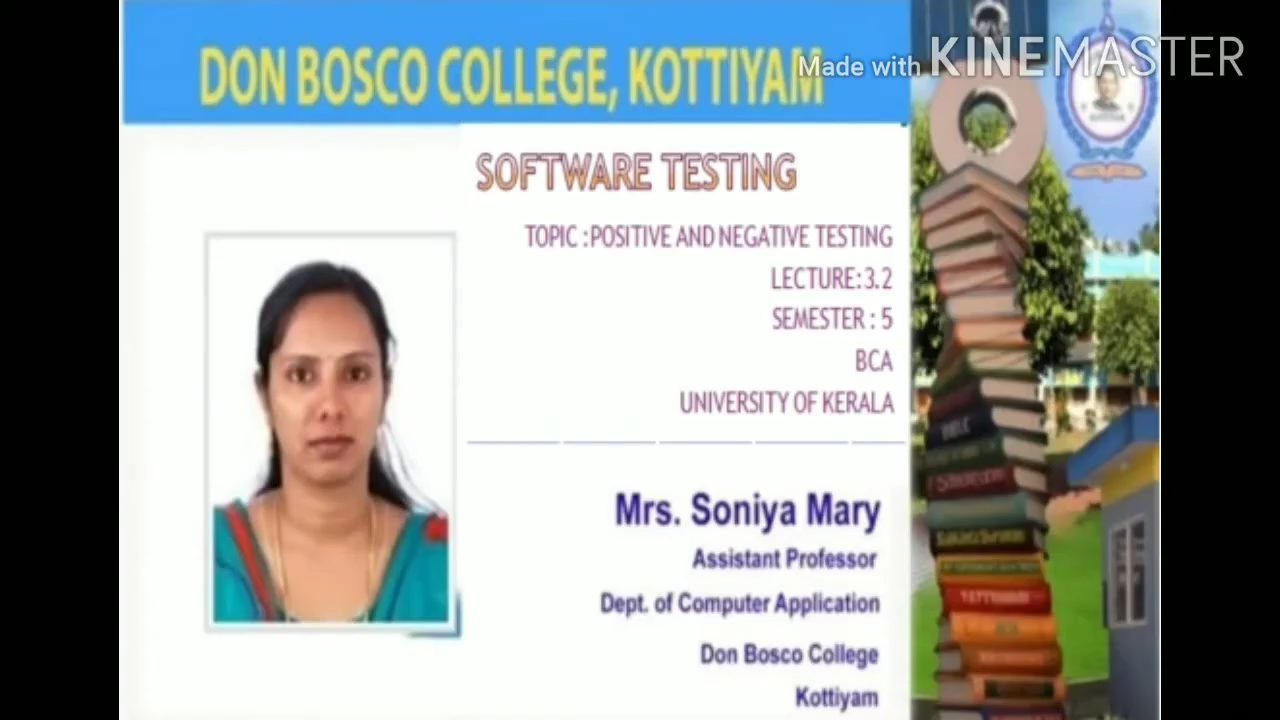 DON BOSCO COLLEGE, KOTTIYAM
Made with KINEMASTER
SOFTWARE TESTING
TOPIC :POSITIVE AND NEGATIVE TESTING
LECTURE:3.2
SEMESTER : 5
BCA
UNIVERSITY OF KERALA
Mrs. Soniya Mary
Assistant Professor
Dept. of Computer Application
Don Bosco College
Kottiyam